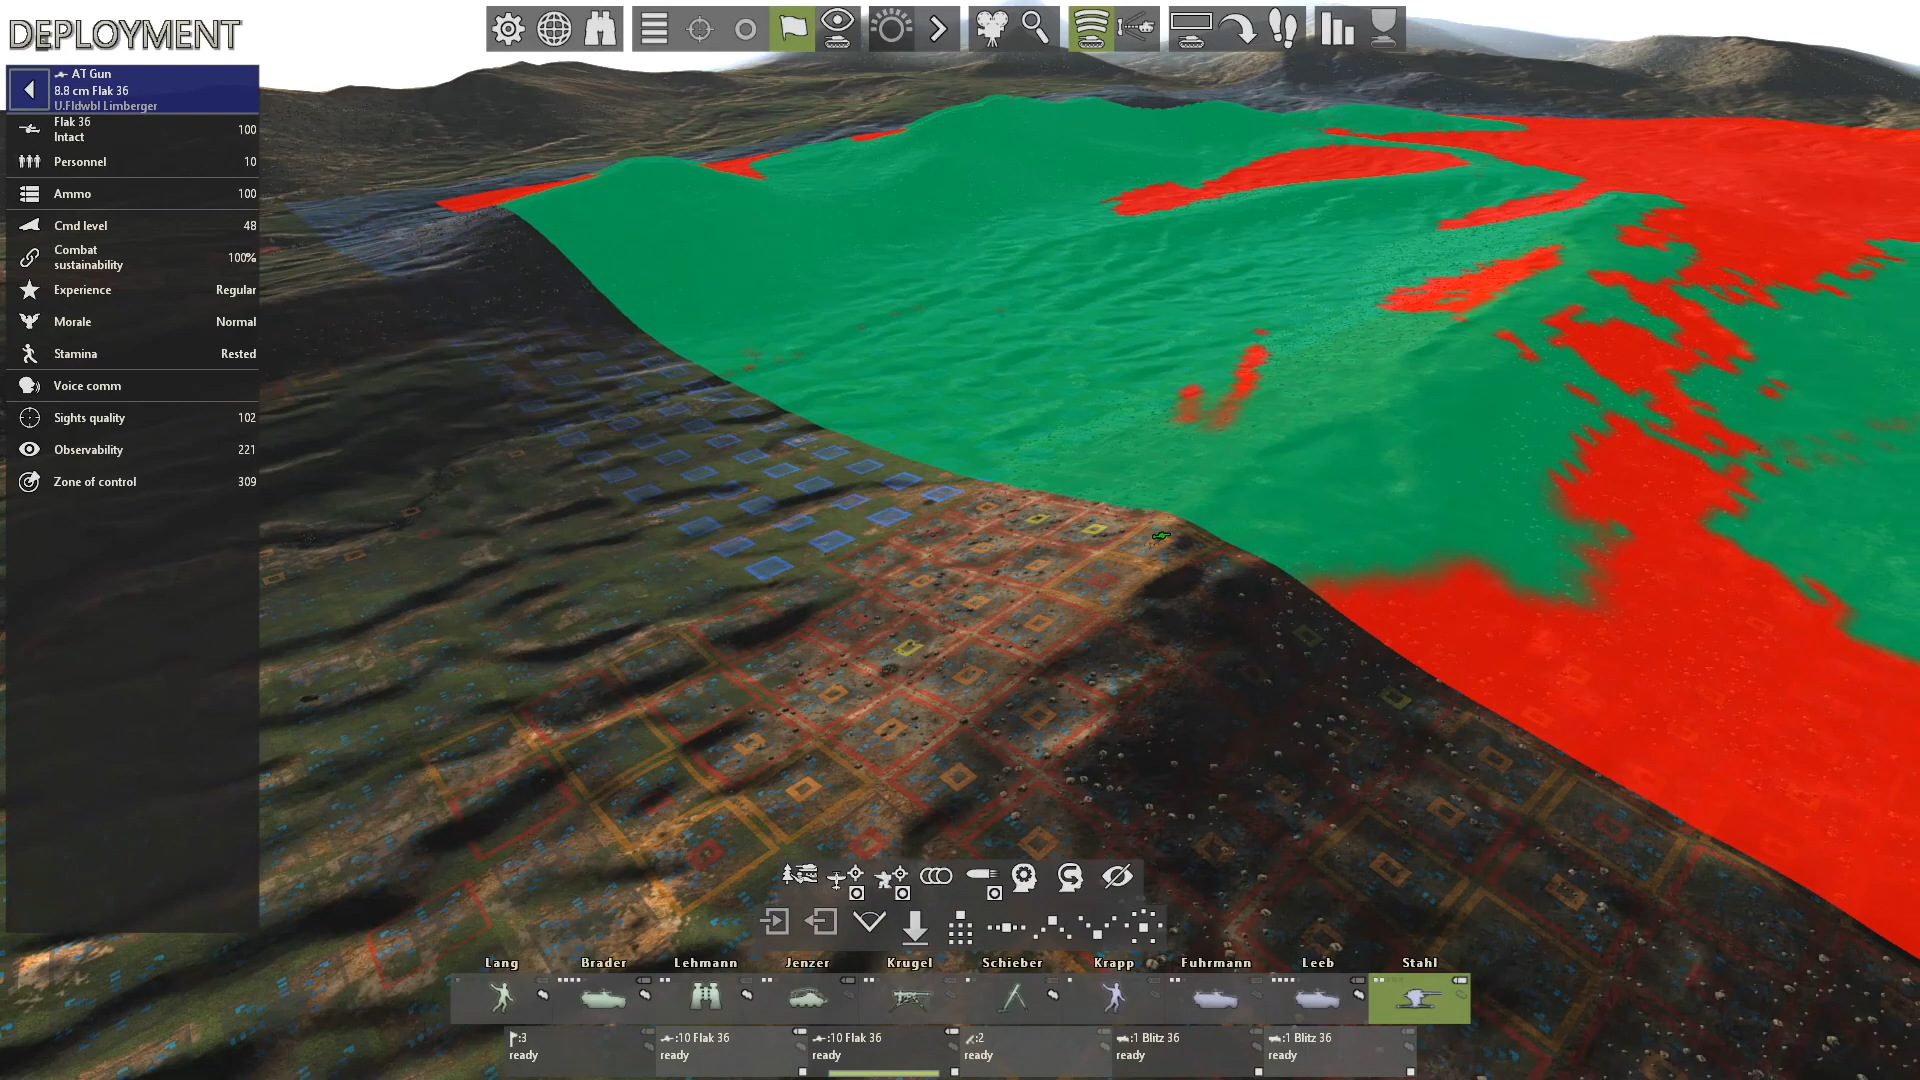 DEPLOYMENT
AT Gun
8.8 cm Flak 36
U.Fldwbl Limberger
Flak 36
Intact
100
Personnel 10
Ammo 100
Cmd level 48
Combat
sustainability
100%
Experience Regular
Morale Normal
Stamina Rested
Voice comm
Sights quality 102
Observability 221
Zone of control 309
Lang Brader Lehmann Jenzer Krugel Schieber Krapp Fuhrmann Leeb Stahl
:3 :10 Flak 36 :10 Flak 36 :2 :1 Blitz 36 :1 Blitz 36
ready ready ready ready ready ready